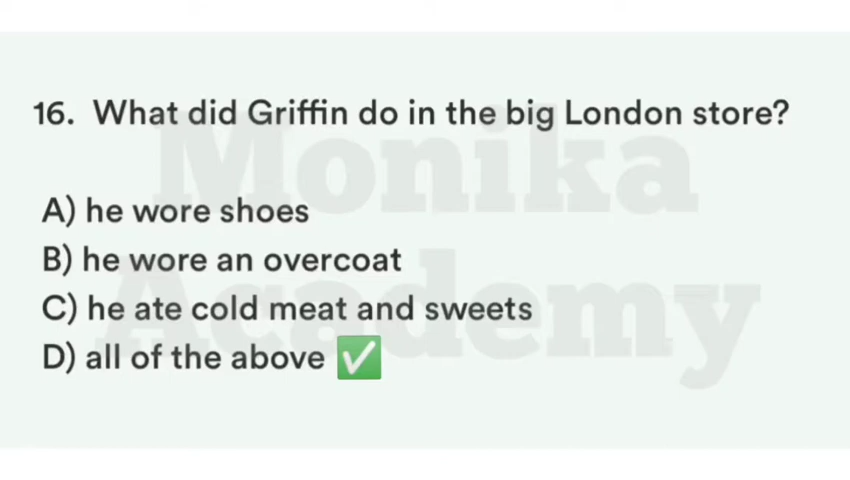 16. What did Griffin do in the big London store?
A) he wore shoes
B) he wore an overcoat
C) he ate cold meat and sweets
D) all of the above ✅
Monika
Academy